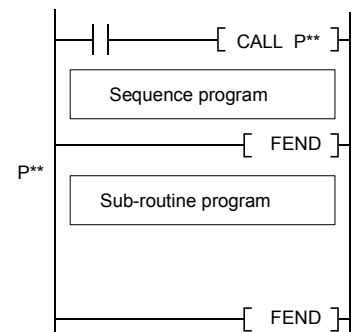 CALL P**
Sequence program
FEND
P**
Sub-routine program
FEND